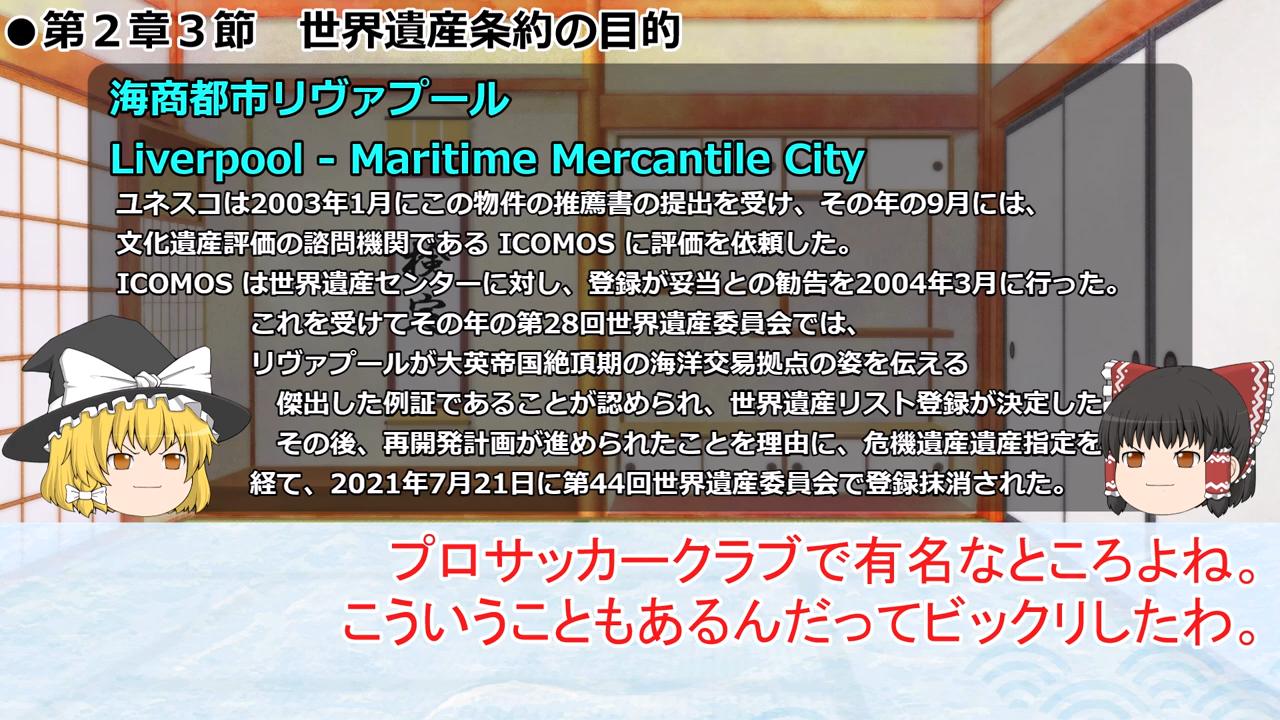 ●第２章３節　世界遺産条約の目的
海商都市リヴァプール
Liverpool - Maritime Mercantile City
ユネスコは2003年1月にこの物件の推薦書の提出を受け、その年の9月には、
文化遺産評価の諮問機関である ICOMOS に評価を依頼した。
ICOMOS は世界遺産センターに対し、登録が妥当との勧告を2004年3月に行った。
これを受けてその年の第28回世界遺産委員会では、
リヴァプールが大英帝国絶頂期の海洋交易拠点の姿を伝える
傑出した例証であることが認められ、世界遺産リスト登録が決定した
その後、再開発計画が進められたことを理由に、危機遺産遺産指定を
経て、2021年7月21日に第44回世界遺産委員会で登録抹消された。
プロサッカークラブで有名なところよね。
こういうこともあるんだってビックリしたわ。